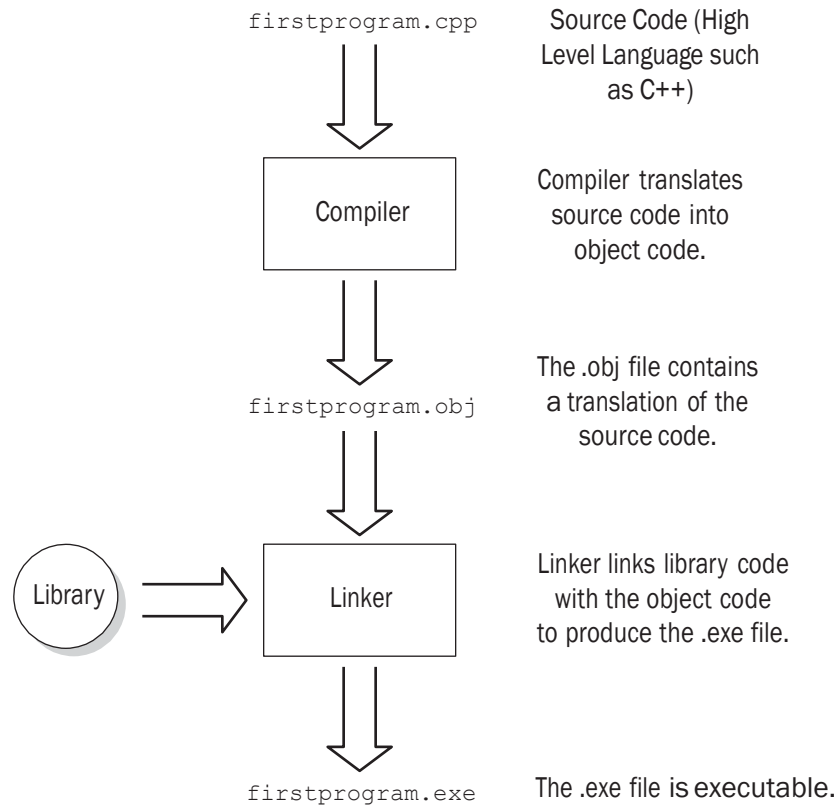 firstprogram.cpp
Source Code (High
Level Language such
as C++)
Compiler
Compiler translates
source code into
object code.
firstprogram.obj
The .obj file contains
a translation of the
source code.
Library
Linker
Linker links library code
with the object code
to produce the .exe file.
firstprogram.exe
The .exe file is executable.